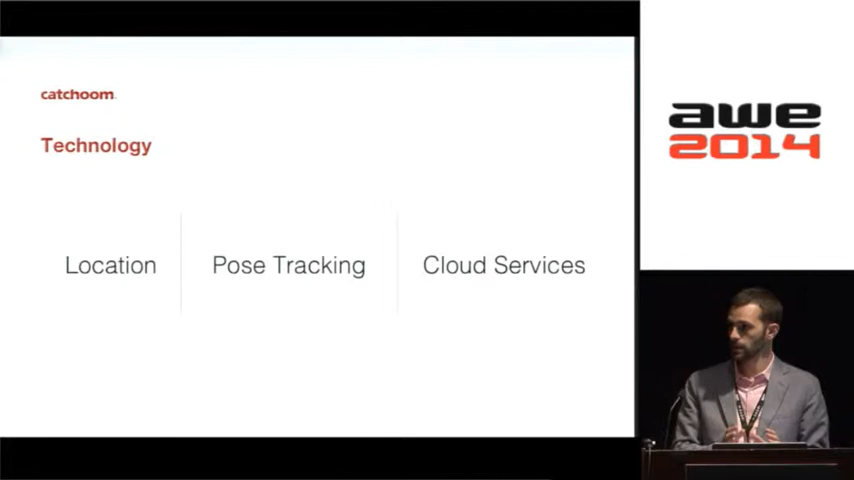 catchoom.
Technology
Location
Pose Tracking
Cloud Services
awe
2014